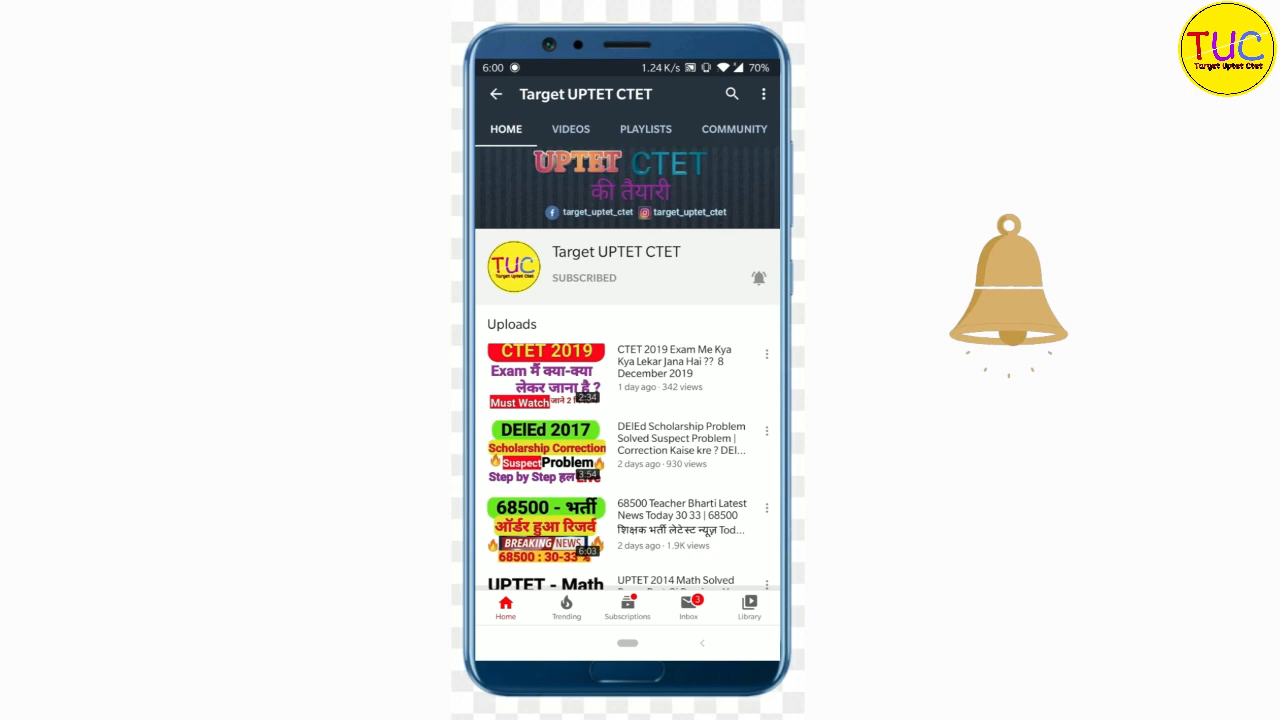 TUC
Target Uptet Ctet
6:00
1.24 K/s
70%
Target UPTET CTET
HOME
VIDEOS
PLAYLISTS
COMMUNITY
UPTET CTET
की तैयारी
target_uptet_ctet
target_uptet_ctet
TUC
Target Uptet Ctet
Target UPTET CTET
SUBSCRIBED
Uploads
CTET 2019
Exam में क्या-क्या
लेकर जाना है ?
Must Watch
जाने 2
2:34
CTET 2019 Exam Me Kya
Kya Lekar Jana Hai ?? 8
December 2019
1 day ago · 342 views
DElEd 2017
Scholarship Correction
Suspect Problem
Step by Step हल Live
3:54
DElEd Scholarship Problem
Solved Suspect Problem |
Correction Kaise kre ? DEl...
2 days ago · 930 views
68500 - भर्ती
ऑर्डर हुआ रिजर्व
BREAKING NEWS
68500 : 30-33 %
6:03
68500 Teacher Bharti Latest
News Today 30 33 | 68500
शिक्षक भर्ती लेटेस्ट न्यूज़ Tod...
2 days ago · 1.9K views
UPTET - Math
UPTET 2014 Math Solved
Home
Trending
Subscriptions
3
Inbox
Library